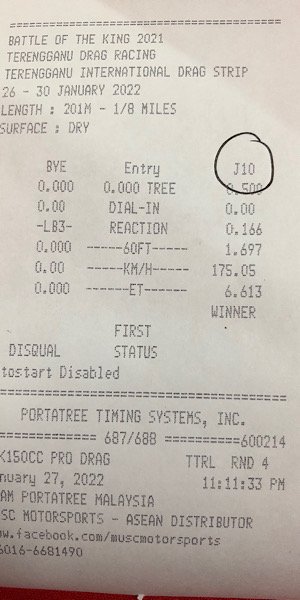 BATTLE OF THE KING 2021
TERENGGANU DRAG RACING
TERENGGANU INTERNATIONAL DRAG STRIP
26 - 30 JANUARY 2022
LENGTH : 201M - 1/8 MILES
SURFACE : DRY
BYE Entry J10
0.000 0.000 TREE 0.500
0.00 DIAL-IN 0.00
-LB3- REACTION 0.166
0.000 -----60FT----- 1.697
0.00 -----KM/H----- 175.05
0.000 ------ET------ 6.613
WINNER
FIRST
DISQUAL STATUS
tostart Disabled
PORTATREE TIMING SYSTEMS, INC.
============ 687/688 ===========600214
K150CC PRO DRAG TTRL RND 4
nuary 27, 2022 11:11:33 PM
AM PORTATREE MALAYSIA
SC MOTORSPORTS - ASEAN DISTRIBUTOR
w.facebook.com/muscmotorsports
6016-6681490